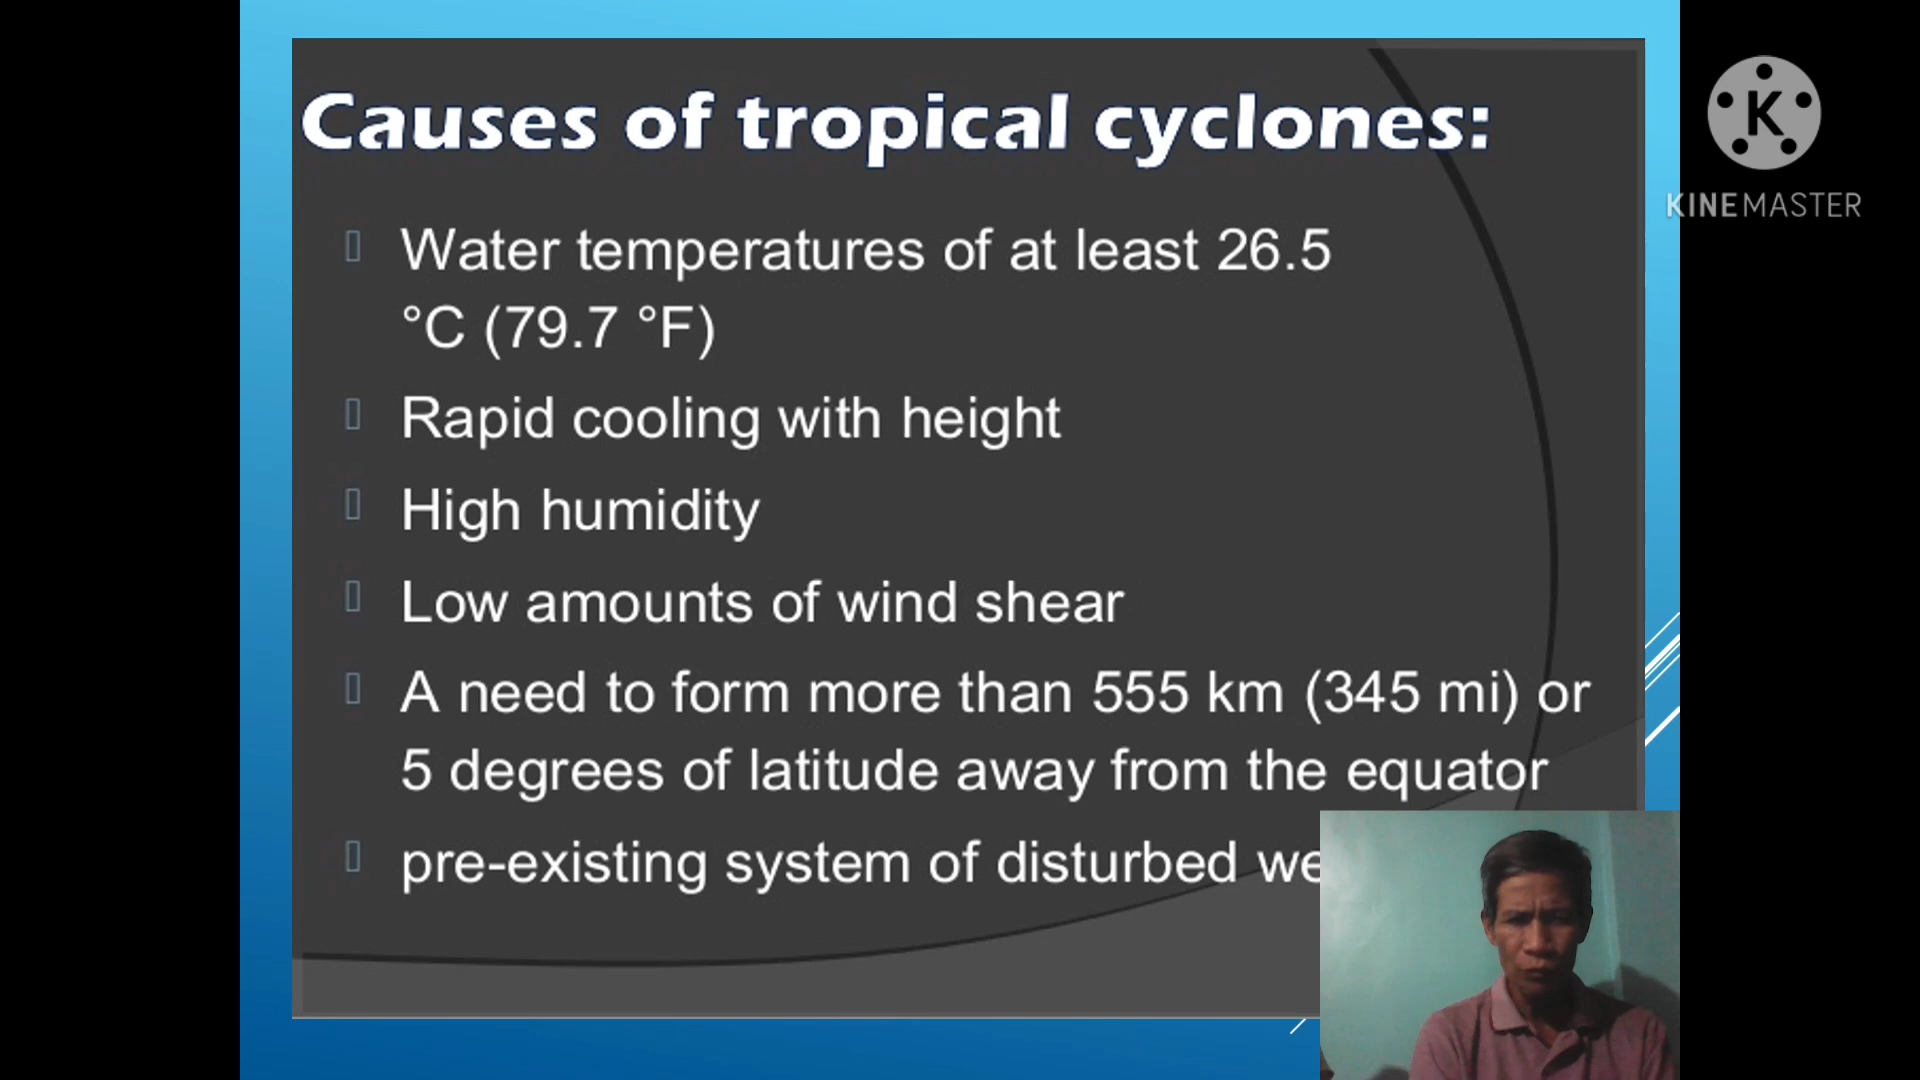 Causes of tropical cyclones:
Water temperatures of at least 26.5
°C (79.7 °F)
Rapid cooling with height
High humidity
Low amounts of wind shear
A need to form more than 555 km (345 mi) or
5 degrees of latitude away from the equator
pre-existing system of disturbed
K
KINEMASTER